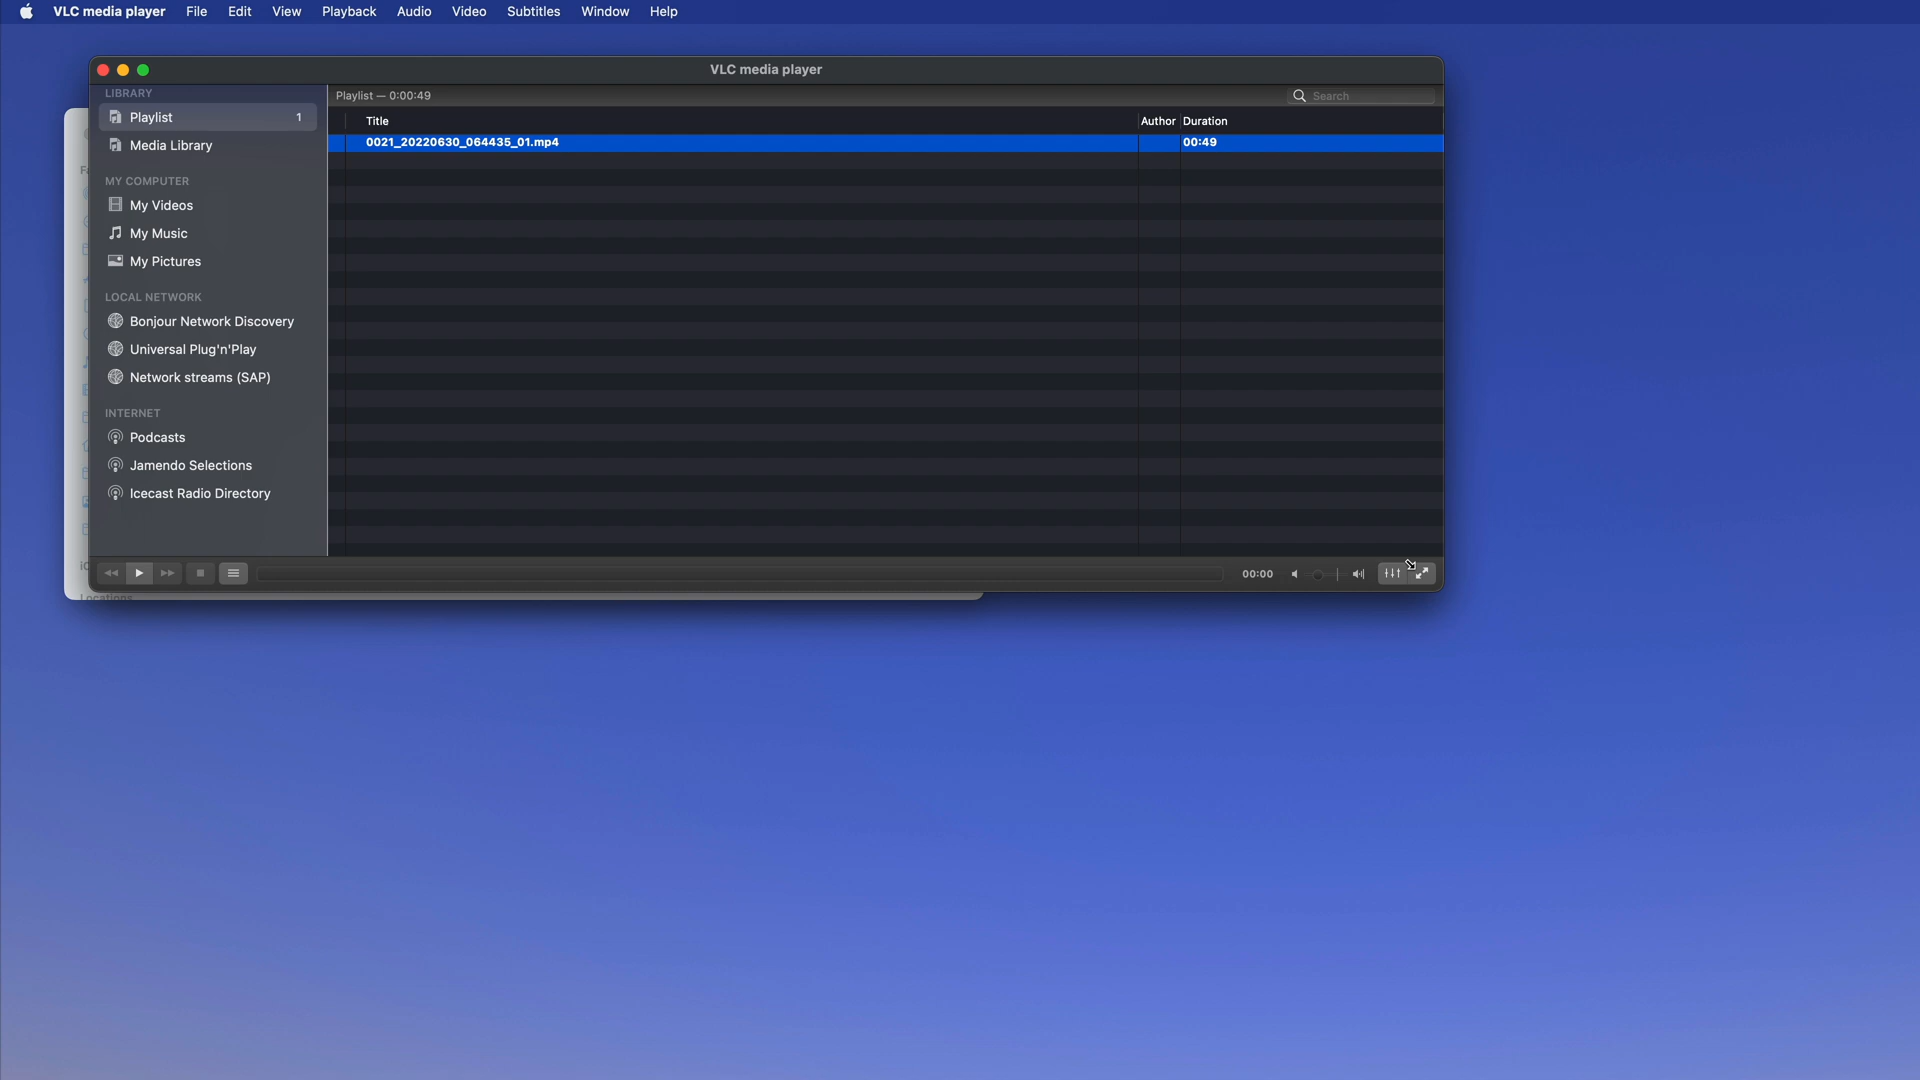 VLC media player File Edit View Playback Audio Video Subtitles Window Help
VLC media player
LIBRARY
Playlist 1
Media Library
MY COMPUTER
My Videos
My Music
My Pictures
LOCAL NETWORK
Bonjour Network Discovery
Universal Plug'n'Play
Network streams (SAP)
INTERNET
Podcasts
Jamendo Selections
Icecast Radio Directory
Playlist — 0:00:49
Search
Title Author Duration
0021_20220630_064435_01.mp4 00:49
00:00
Locations